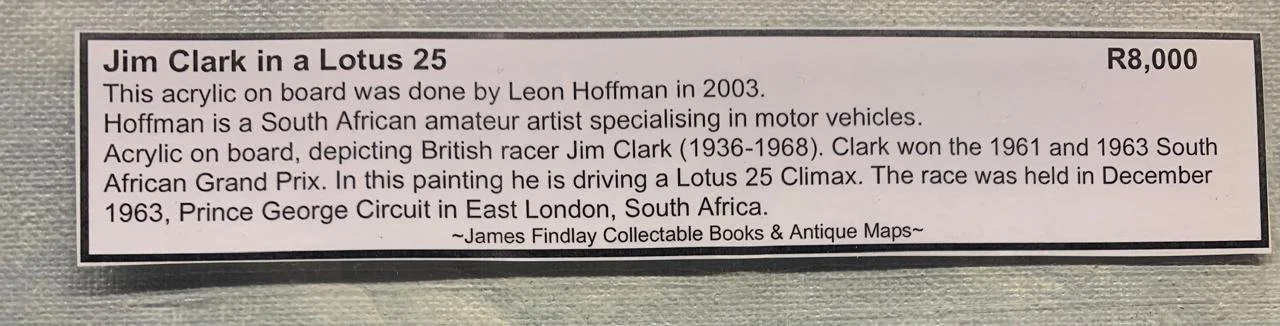 Jim Clark in a Lotus 25 R8,000
This acrylic on board was done by Leon Hoffman in 2003.
Hoffman is a South African amateur artist specialising in motor vehicles.
Acrylic on board, depicting British racer Jim Clark (1936-1968). Clark won the 1961 and 1963 South
African Grand Prix. In this painting he is driving a Lotus 25 Climax. The race was held in December
1963, Prince George Circuit in East London, South Africa.
~James Findlay Collectable Books & Antique Maps~